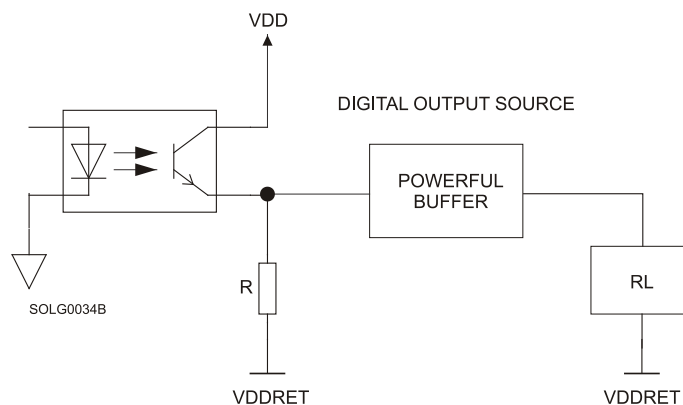 VDD
DIGITAL OUTPUT SOURCE
POWERFUL
BUFFER
R
RL
SOLG0034B
VDDRET
VDDRET